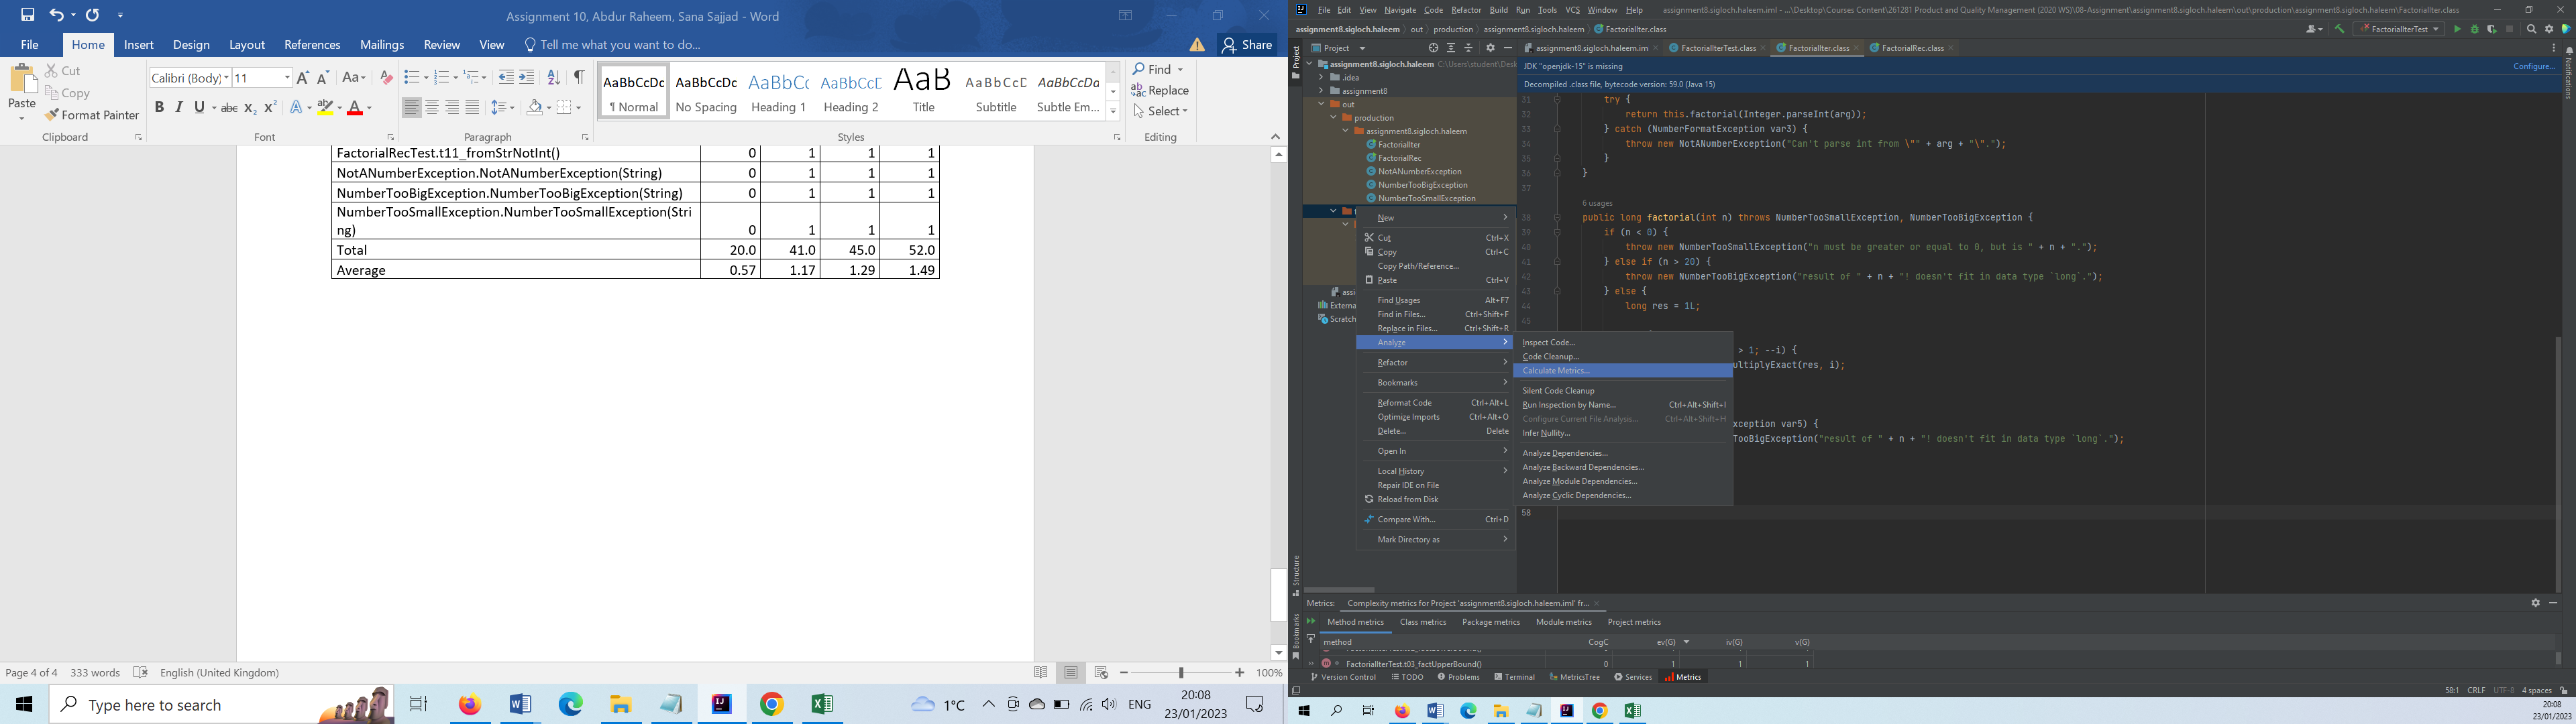 Assignment 10, Abdur Raheem, Sana Sajjad - Word
File Home Insert Design Layout References Mailings Review View Tell me what you want to do... Share
Paste
Cut
Copy
Format Painter
Clipboard
Calibri (Body) 11
Font
Paragraph
AaBbCcDc AaBbCcDc AaBbCc AaBbCcC AaB AaBbCcD AaBbCcDc
¶ Normal No Spacing Heading 1 Heading 2 Title Subtitle Subtle Em...
Styles
Find
Replace
Select
Editing
FactorialRecTest.t11_fromStrNotInt() 0 1 1 1
NotANumberException.NotANumberException(String) 0 1 1 1
NumberTooBigException.NumberTooBigException(String) 0 1 1 1
NumberTooSmallException.NumberTooSmallException(Stri
ng) 0 1 1 1
Total 20.0 41.0 45.0 52.0
Average 0.57 1.17 1.29 1.49
Page 4 of 4 333 words English (United Kingdom) 100%
Type here to search
1°C ENG
20:08
23/01/2023
File Edit View Navigate Code Refactor Build Run Tools VCS Window Help
assignment8.sigloch.haleem.iml - ...\Desktop\Courses Content\261281 Product and Quality Management (2020 WS)\08-Assignment\assignment8.sigloch.haleem\out\production\assignment8.sigloch.haleem\FactorialIter.class
assignment8.sigloch.haleem out production assignment8.sigloch.haleem FactorialIter.class
FactorialIterTest
Project
assignment8.sigloch.haleem.im FactorialIterTest.class FactorialIter.class FactorialRec.class
JDK "openjdk-15" is missing Configure...
Decompiled .class file, bytecode version: 59.0 (Java 15)
Project
Notifications
assignment8.sigloch.haleem C:\Users\student\Desk
.idea
assignment8
out
production
assignment8.sigloch.haleem
FactorialIter
FactorialRec
NotANumberException
NumberTooBigException
NumberTooSmallException
assi
Externa
Scratch
New
Cut Ctrl+X
Copy Ctrl+C
Copy Path/Reference...
Paste Ctrl+V
Find Usages Alt+F7
Find in Files... Ctrl+Shift+F
Replace in Files... Ctrl+Shift+R
Analyze
Refactor
Bookmarks
Reformat Code Ctrl+Alt+L
Optimize Imports Ctrl+Alt+O
Delete... Delete
Open In
Local History
Repair IDE on File
Reload from Disk
Compare With... Ctrl+D
Mark Directory as
Inspect Code...
Code Cleanup...
Calculate Metrics...
Silent Code Cleanup
Run Inspection by Name... Ctrl+Alt+Shift+I
Configure Current File Analysis... Ctrl+Alt+Shift+H
Infer Nullity...
Analyze Dependencies...
Analyze Backward Dependencies...
Analyze Module Dependencies...
Analyze Cyclic Dependencies...
31 try {
32 return this.factorial(Integer.parseInt(arg));
33 } catch (NumberFormatException var3) {
34 throw new NotANumberException("Can't parse int from \"" + arg + "\".");
35 }
36 }
37
6 usages
38 public long factorial(int n) throws NumberTooSmallException, NumberTooBigException {
39 if (n < 0) {
40 throw new NumberTooSmallException("n must be greater or equal to 0, but is " + n + ".");
41 } else if (n > 20) {
42 throw new NumberTooBigException("result of " + n + "! doesn't fit in data type `long`.");
43 } else {
44 long res = 1L;
45
> 1; --i) {
ultiplyExact(res, i);
xception var5) {
TooBigException("result of " + n + "! doesn't fit in data type `long`.");
58
Structure
Bookmarks
Metrics: Complexity metrics for Project 'assignment8.sigloch.haleem.iml' fr...
Method metrics Class metrics Package metrics Module metrics Project metrics
method CogC ev(G) iv(G) v(G)
FactorialIterTest.t03_factUpperBound() 0 1 1 1
Version Control TODO Problems Terminal MetricsTree Services Metrics
58:1 CRLF UTF-8 4 spaces
20:08
23/01/2023